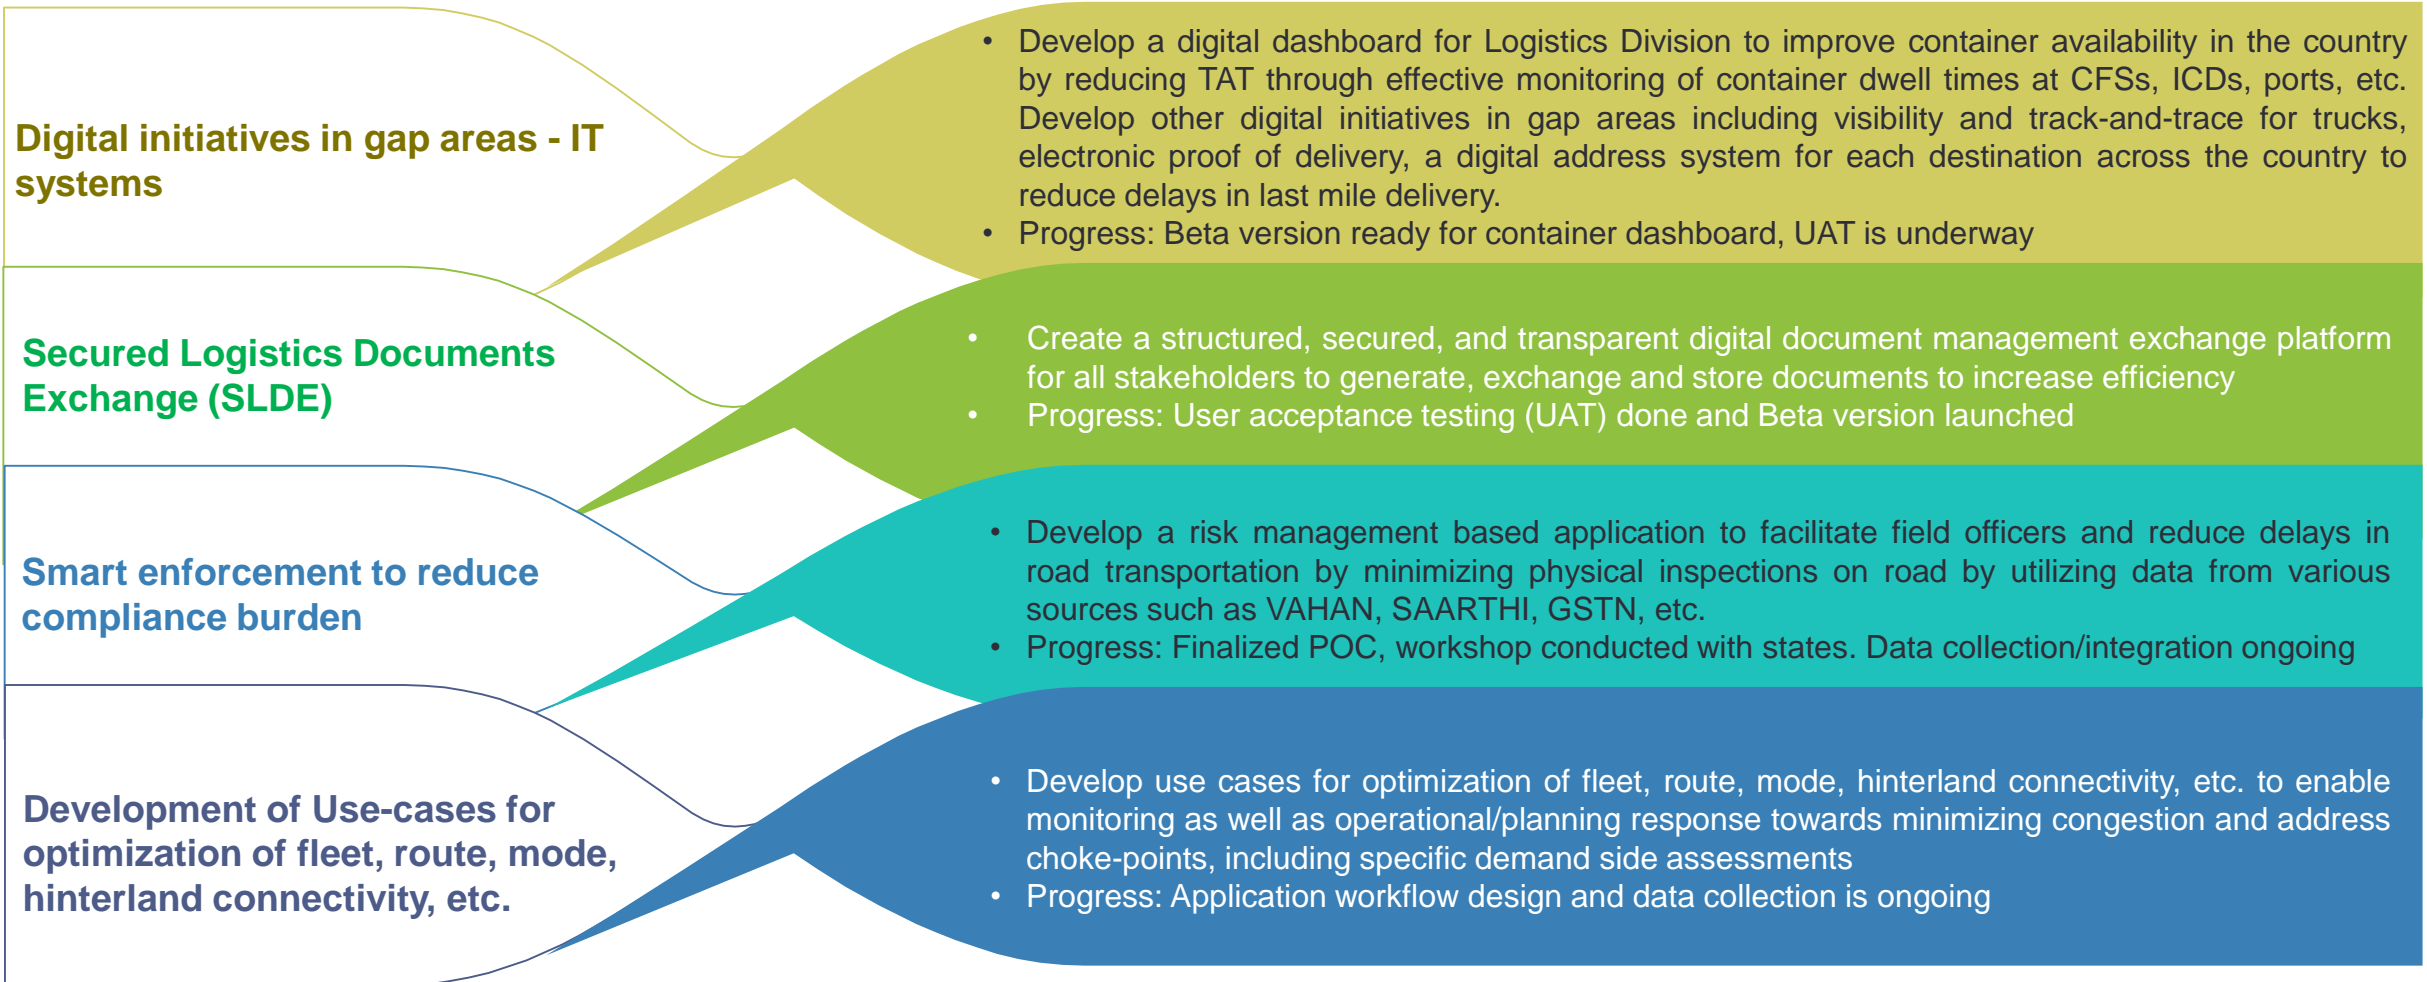 Digital initiatives in gap areas - IT
systems
• Develop a digital dashboard for Logistics Division to improve container availability in the country
by reducing TAT through effective monitoring of container dwell times at CFSs, ICDs, ports, etc.
Develop other digital initiatives in gap areas including visibility and track-and-trace for trucks,
electronic proof of delivery, a digital address system for each destination across the country to
reduce delays in last mile delivery.
• Progress: Beta version ready for container dashboard, UAT is underway
Secured Logistics Documents
Exchange (SLDE)
• Create a structured, secured, and transparent digital document management exchange platform
for all stakeholders to generate, exchange and store documents to increase efficiency
• Progress: User acceptance testing (UAT) done and Beta version launched
Smart enforcement to reduce
compliance burden
• Develop a risk management based application to facilitate field officers and reduce delays in
road transportation by minimizing physical inspections on road by utilizing data from various
sources such as VAHAN, SAARTHI, GSTN, etc.
• Progress: Finalized POC, workshop conducted with states. Data collection/integration ongoing
Development of Use-cases for
optimization of fleet, route, mode,
hinterland connectivity, etc.
• Develop use cases for optimization of fleet, route, mode, hinterland connectivity, etc. to enable
monitoring as well as operational/planning response towards minimizing congestion and address
choke-points, including specific demand side assessments
• Progress: Application workflow design and data collection is ongoing